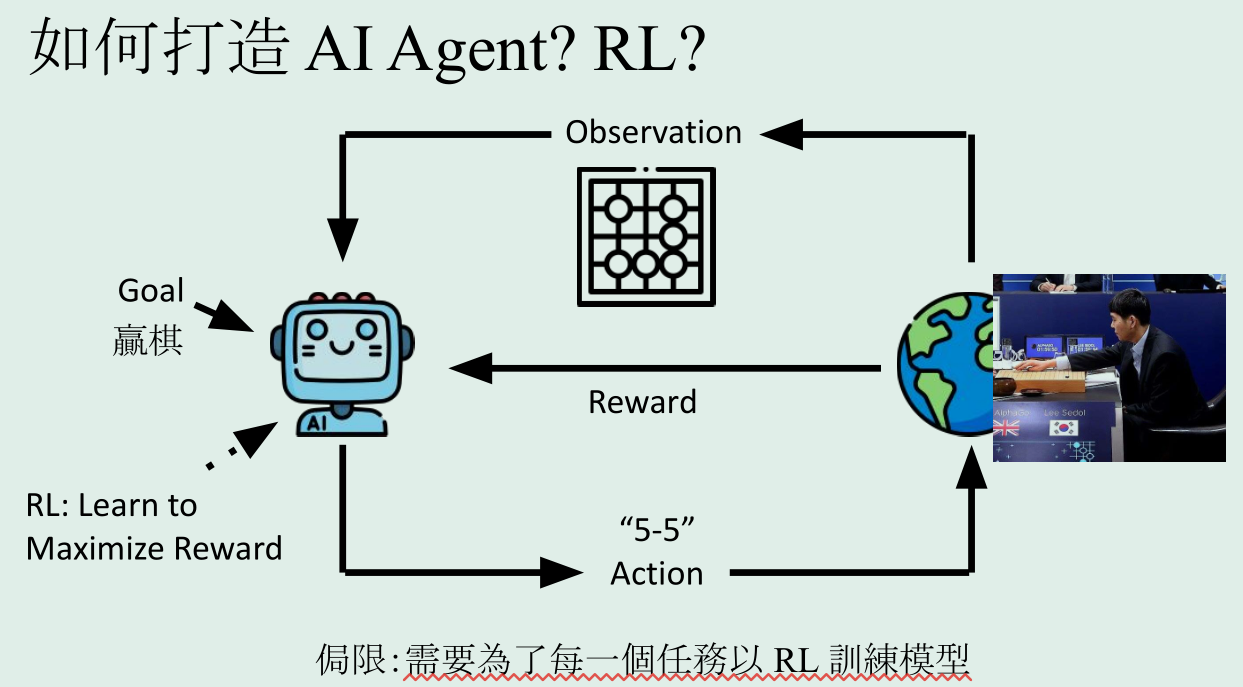 如何打造 AI Agent? RL?
Observation
Goal
贏棋
AI
Reward
AlphaGo
Lee Sedol
RL: Learn to
Maximize Reward
“5-5”
Action
侷限:需要為了每一個任務以 RL 訓練模型